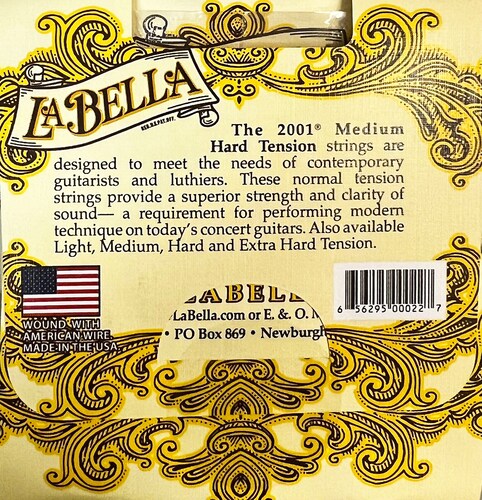 LA BELLA
REG.U.S.PAT.OFF.
The 2001® Medium
Hard Tension strings are
designed to meet the needs of contemporary
guitarists and luthiers. These normal tension
strings provide a superior strength and clarity of
sound— a requirement for performing modern
technique on today's concert guitars. Also available
Light, Medium, Hard and Extra Hard Tension.
WOUND WITH
AMERICAN WIRE.
MADE IN THE USA.
LABELL
LaBella.com or E. & O. M
• PO Box 869 • Newburgh
6 56295 00022 7